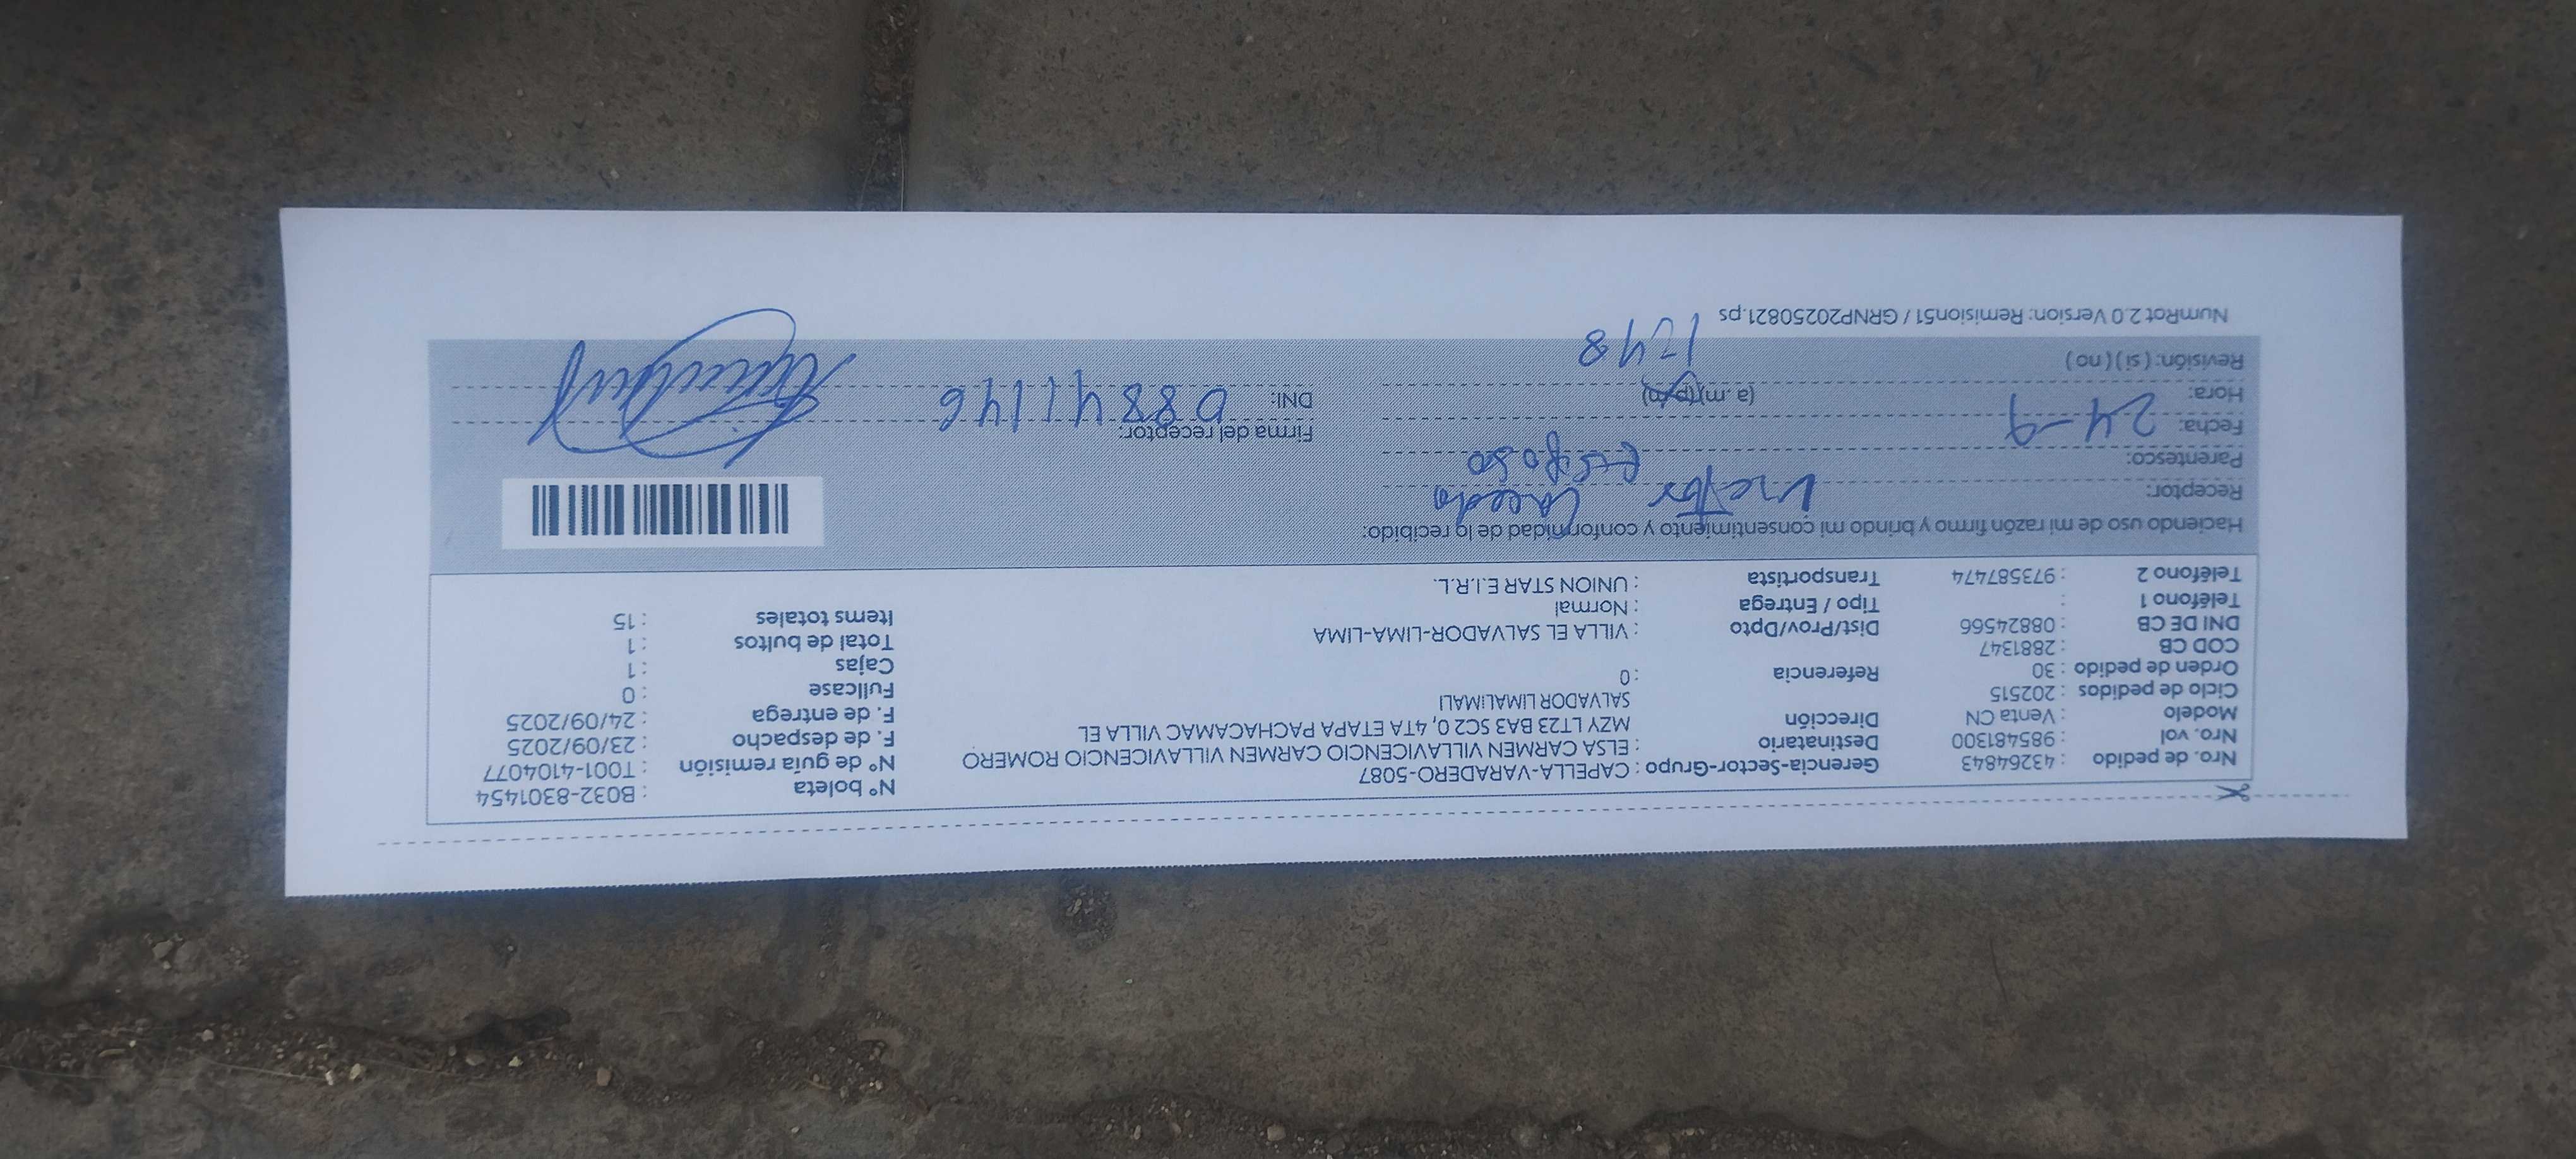 Nro. de pedido : 43264843 Gerencia-Sector-Grupo : CAPELLA-VARADERO-5087 N° boleta : B032-8301454
Nro. vol : 985481300 Destinatario : ELSA CARMEN VILLAVICENCIO CARMEN VILLAVICENCIO ROMERO N° de guía remisión : T001-4104077
Modelo : Venta CN Dirección MZY LT23 BA3 SC2 0, 4TA ETAPA PACHACAMAC VILLA EL F. de despacho : 23/09/2025
Ciclo de pedidos : 202515 SALVADOR LIMALIMALI F. de entrega : 24/09/2025
Orden de pedido : 30 Referencia : 0 Fullcase : 0
COD CB : 2881347 Cajas : 1
DNI DE CB : 08824566 Dist/Prov/Dpto : VILLA EL SALVADOR-LIMA-LIMA Total de bultos : 1
Teléfono 1 : Tipo / Entrega : Normal Items totales : 15
Teléfono 2 : 973587474 Transportista : UNION STAR E.I.R.L.
Haciendo uso de mi razón firmo y brindo mi consentimiento y conformidad de lo recibido:
Receptor: Victor
Parentesco: esposo
Fecha: 24-9 Firma del receptor:
Hora: (a. m)(p.m) DNI: 08841146
Revisión: ( si ) ( no )
NumRot 2.0 Version: Remision51 / GRNP20250821.ps